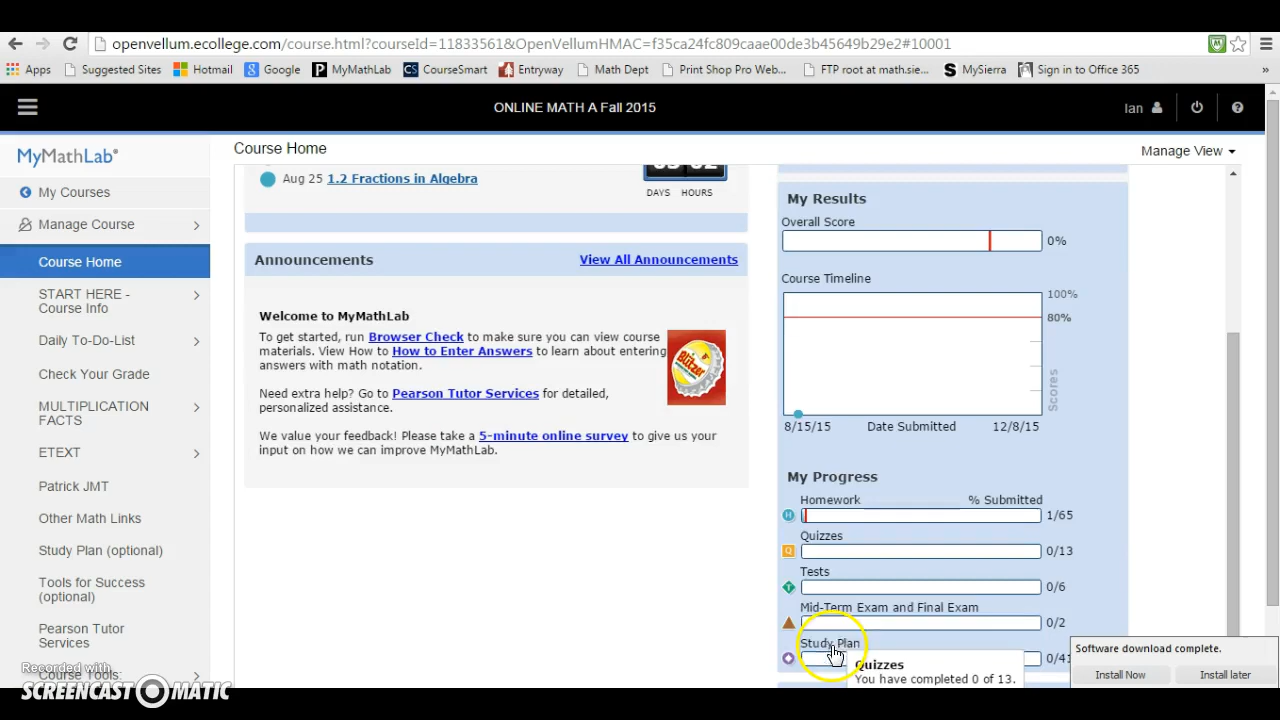 openvellum.ecollege.com/course.html?courseId=11833561&OpenVellumHMAC=f35ca24fc809caae00de3b45649b29e2#10001
Apps Suggested Sites Hotmail Google MyMathLab CourseSmart Entryway Math Dept Print Shop Pro Web... FTP root at math.sie... MySierra Sign in to Office 365 »
ONLINE MATH A Fall 2015
Ian
MyMathLab®
Course Home
Manage View
My Courses
Manage Course
Course Home
START HERE -
Course Info
Daily To-Do-List
Check Your Grade
MULTIPLICATION
FACTS
ETEXT
Patrick JMT
Other Math Links
Study Plan (optional)
Tools for Success
(optional)
Pearson Tutor
Services
Course Tools:
Aug 25 1.2 Fractions in Algebra
DAYS HOURS
Announcements View All Announcements
Welcome to MyMathLab
To get started, run Browser Check to make sure you can view course
materials. View How to How to Enter Answers to learn about entering
answers with math notation.
Need extra help? Go to Pearson Tutor Services for detailed,
personalized assistance.
We value your feedback! Please take a 5-minute online survey to give us your
input on how we can improve MyMathLab.
Blitzer
My Results
Overall Score
0%
Course Timeline
100%
80%
Scores
8/15/15 Date Submitted 12/8/15
My Progress
Homework % Submitted
H 1/65
Quizzes
Q 0/13
Tests
T 0/6
Mid-Term Exam and Final Exam
0/2
Study Plan
0/41
Quizzes
You have completed 0 of 13.
Software download complete.
Install Now Install later
Recorded with
SCREENCAST-O-MATIC